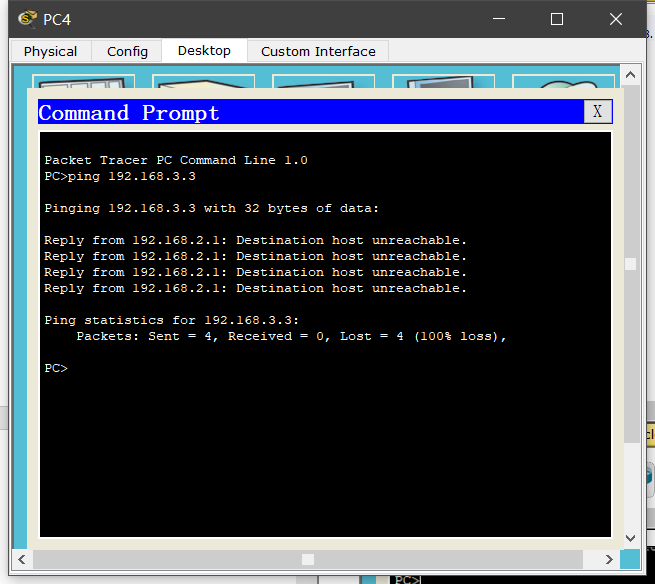 PC4
Physical Config Desktop Custom Interface
Command Prompt X
Packet Tracer PC Command Line 1.0
PC>ping 192.168.3.3
Pinging 192.168.3.3 with 32 bytes of data:
Reply from 192.168.2.1: Destination host unreachable.
Reply from 192.168.2.1: Destination host unreachable.
Reply from 192.168.2.1: Destination host unreachable.
Reply from 192.168.2.1: Destination host unreachable.
Ping statistics for 192.168.3.3:
Packets: Sent = 4, Received = 0, Lost = 4 (100% loss),
PC>
PC>